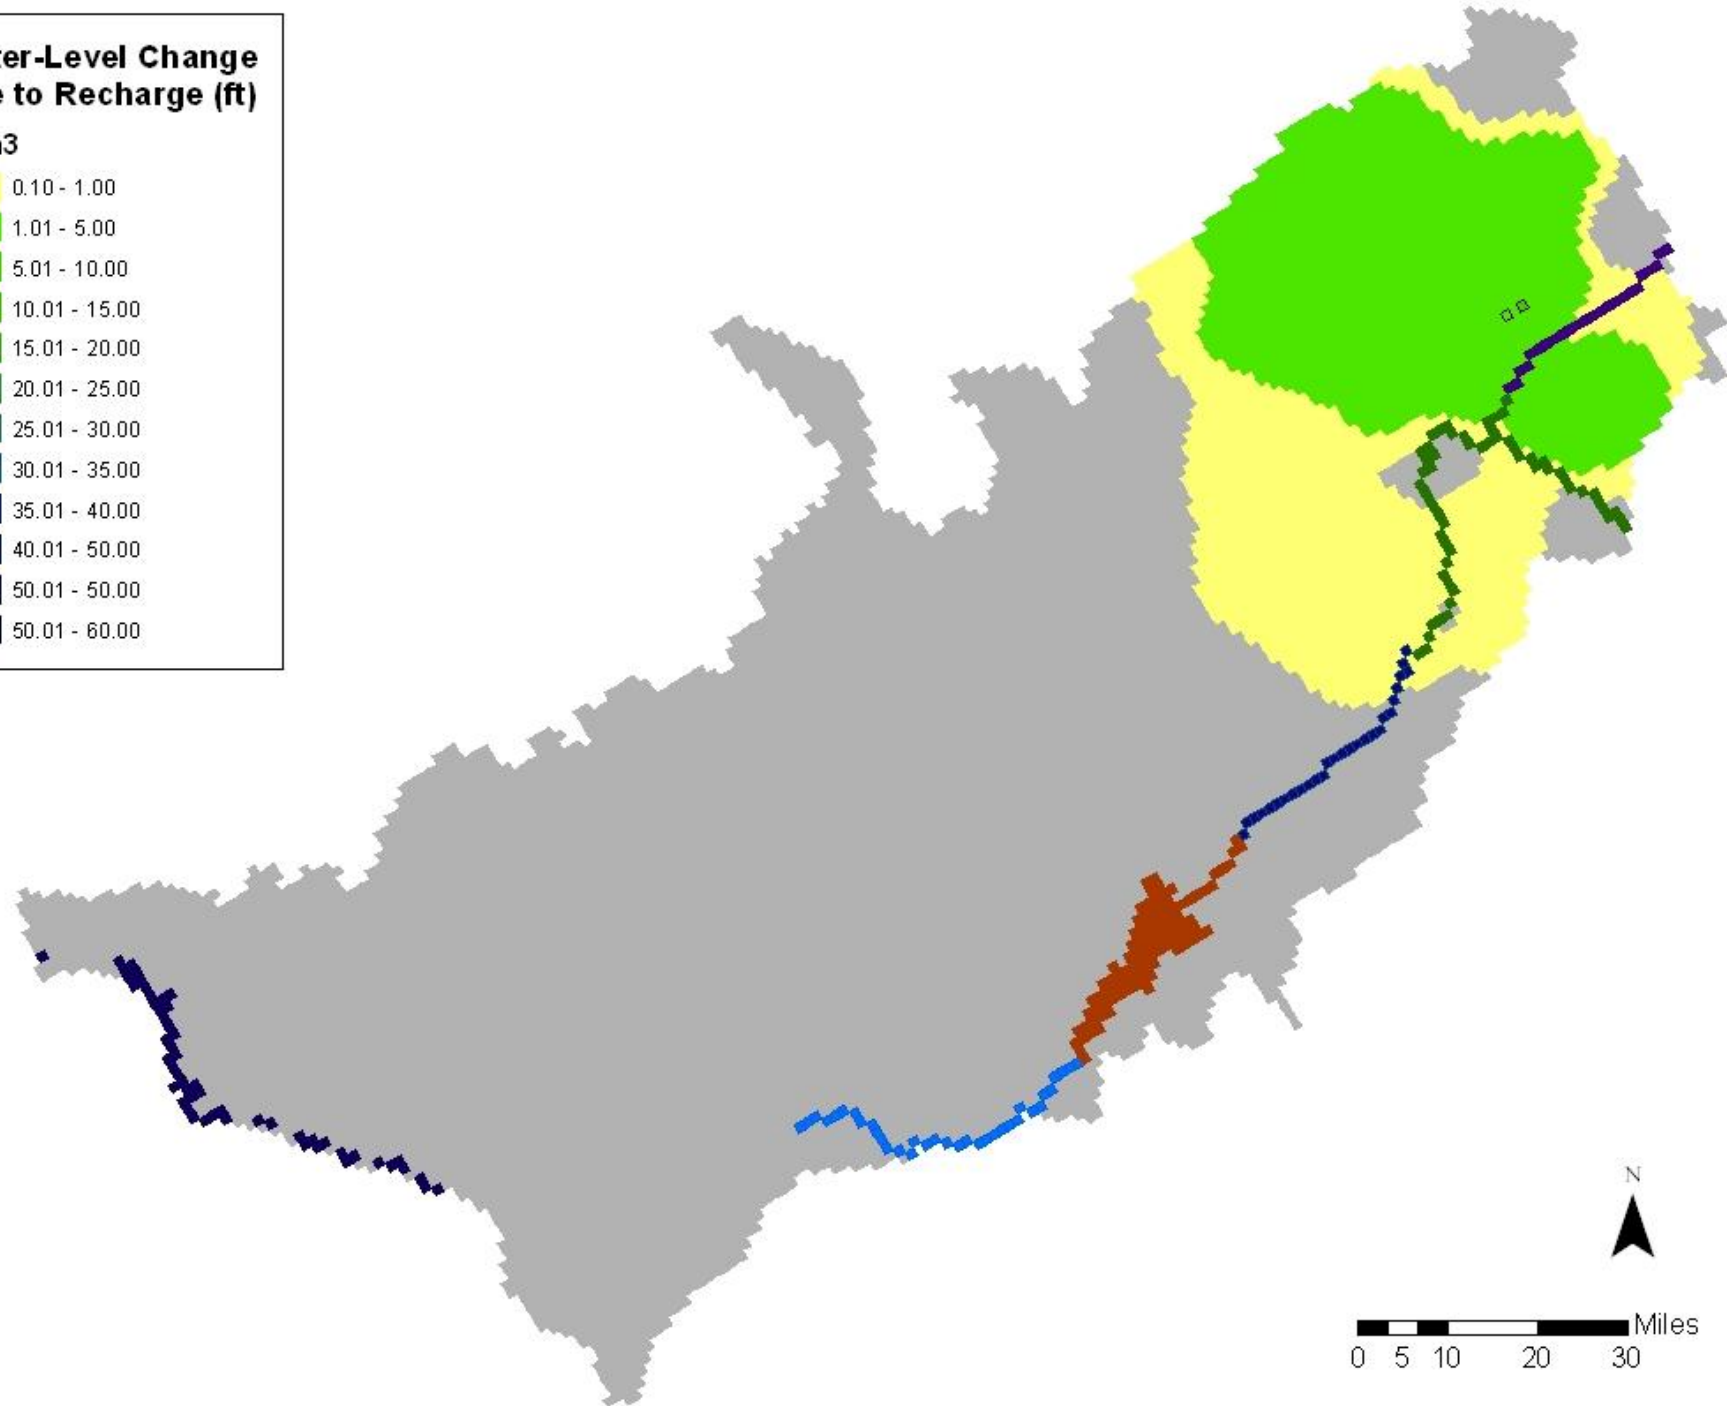 ter-Level Change
e to Recharge (ft)
3
0.10 - 1.00
1.01 - 5.00
5.01 - 10.00
10.01 - 15.00
15.01 - 20.00
20.01 - 25.00
25.01 - 30.00
30.01 - 35.00
35.01 - 40.00
40.01 - 50.00
50.01 - 50.00
50.01 - 60.00
N
Miles
0 5 10 20 30